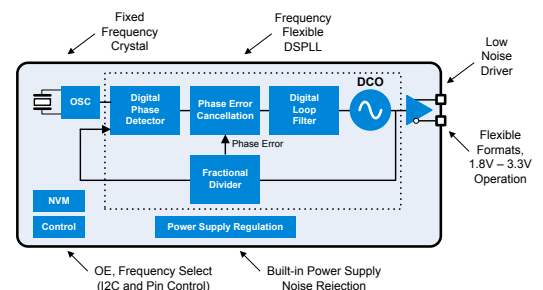 Fixed
Frequency
Crystal
Frequency
Flexible
DSPLL
Low
Noise
Driver
OSC
Digital
Phase
Detector
Phase Error
Cancellation
Digital
Loop
Filter
DCO
Phase Error
Fractional
Divider
Flexible
Formats,
1.8V – 3.3V
Operation
NVM
Control
Power Supply Regulation
OE, Frequency Select
(I2C and Pin Control)
Built-in Power Supply
Noise Rejection